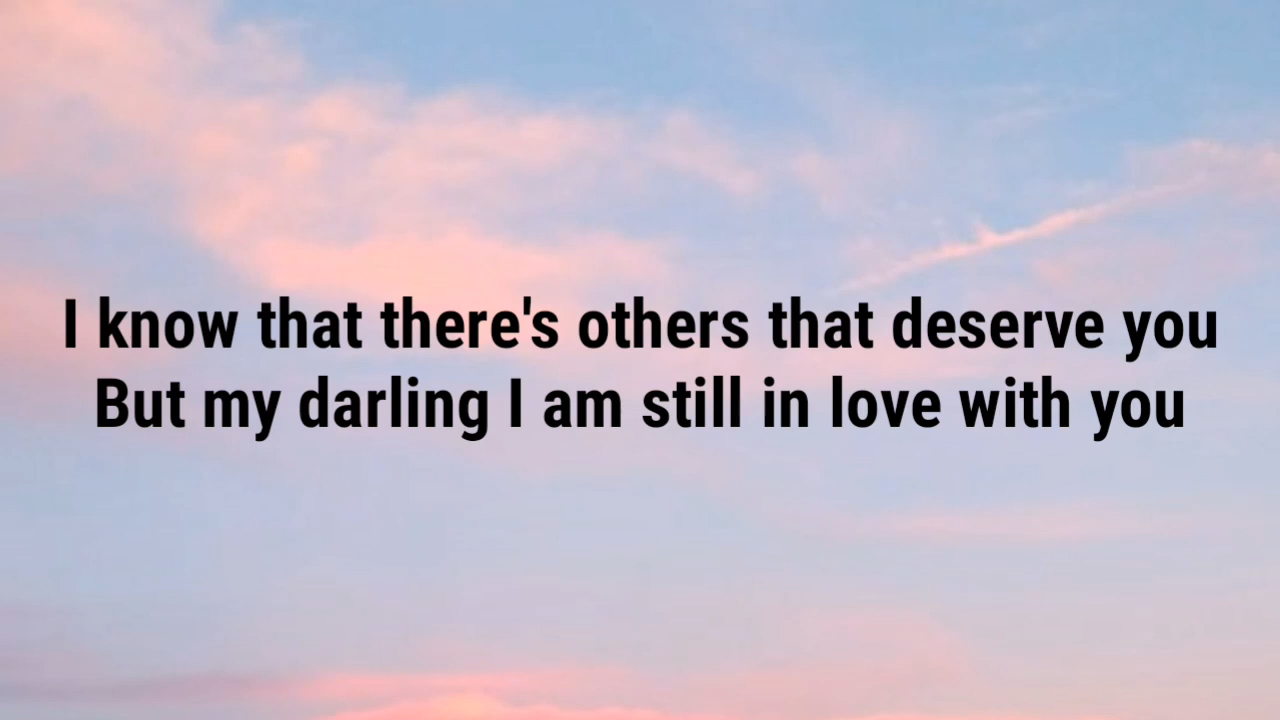 I know that there's others that deserve you
But my darling I am still in love with you